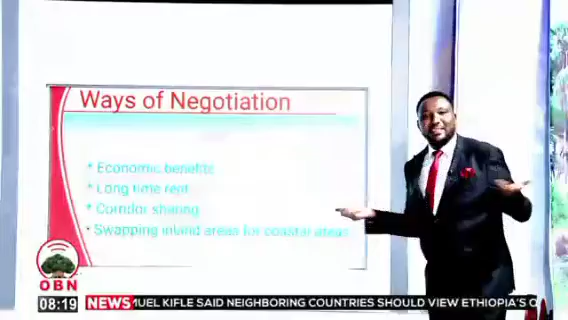 Ways of Negotiation
* Economic benefits
* Long time rent
* Corridor sharing
* Swapping inland areas for coastal areas
OBN
08:19 NEWS MUEL KIFLE SAID NEIGHBORING COUNTRIES SHOULD VIEW ETHIOPIA'S O